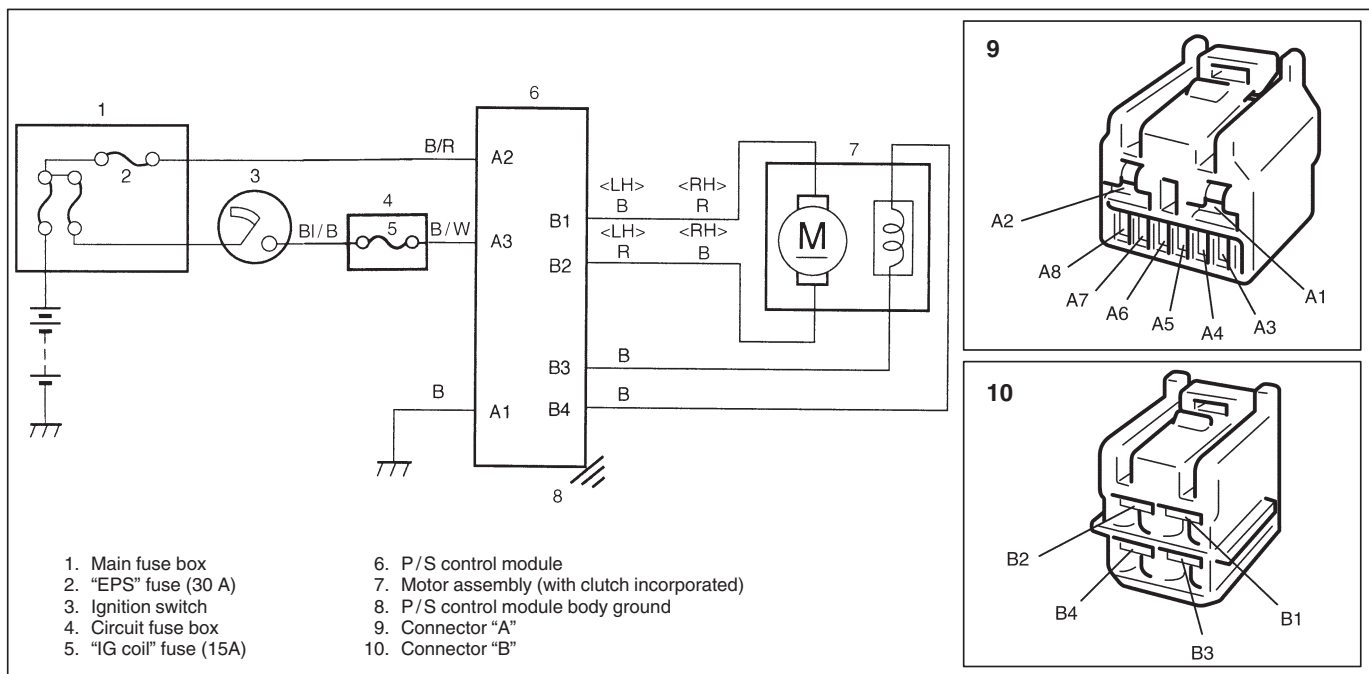 1
2
3
4
5
6
7
8
B/R
Bl/B
B/W
B
A2
A3
A1
B1
B2
B3
B4
<LH>
B
<RH>
R
<LH>
R
<RH>
B
B
B
M
9
A2
A8
A7
A6
A5
A4
A3
A1
10
B2
B4
B3
B1
1. Main fuse box
2. “EPS” fuse (30 A)
3. Ignition switch
4. Circuit fuse box
5. “IG coil” fuse (15A)
6. P/S control module
7. Motor assembly (with clutch incorporated)
8. P/S control module body ground
9. Connector “A”
10. Connector “B”